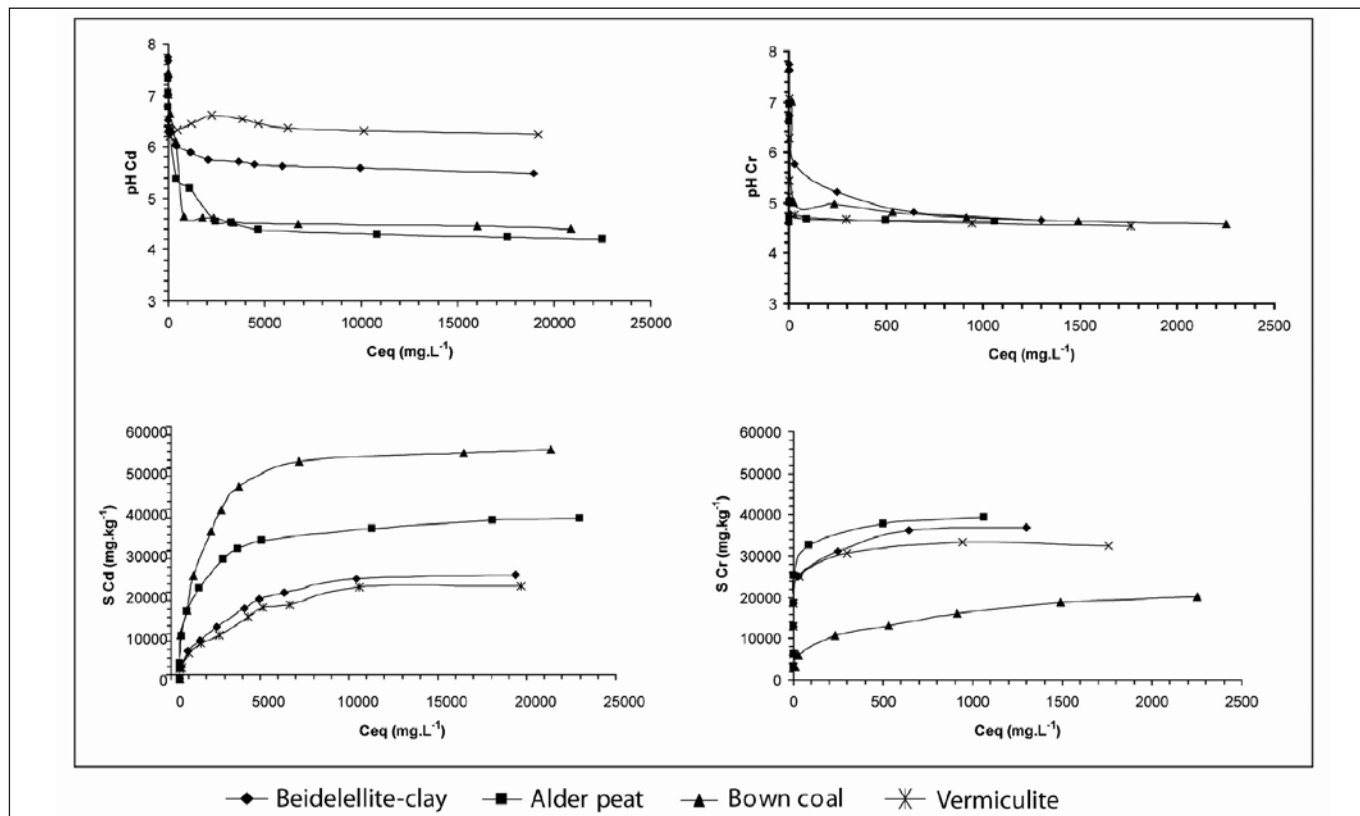 8
7
6
5
4
3
pH Cd
0 5000 10000 15000 20000 25000
Ceq (mg.L-1)
8
7
6
5
4
3
pH Cr
0 500 1000 1500 2000 2500
Ceq (mg.L-1)
60000
50000
40000
30000
20000
10000
0
S Cd (mg.kg-1)
0 5000 10000 15000 20000 25000
Ceq (mg.L-1)
60000
50000
40000
30000
20000
10000
0
S Cr (mg.kg-1)
0 500 1000 1500 2000 2500
Ceq (mg.L-1)
Beidelellite-clay Alder peat Bown coal Vermiculite